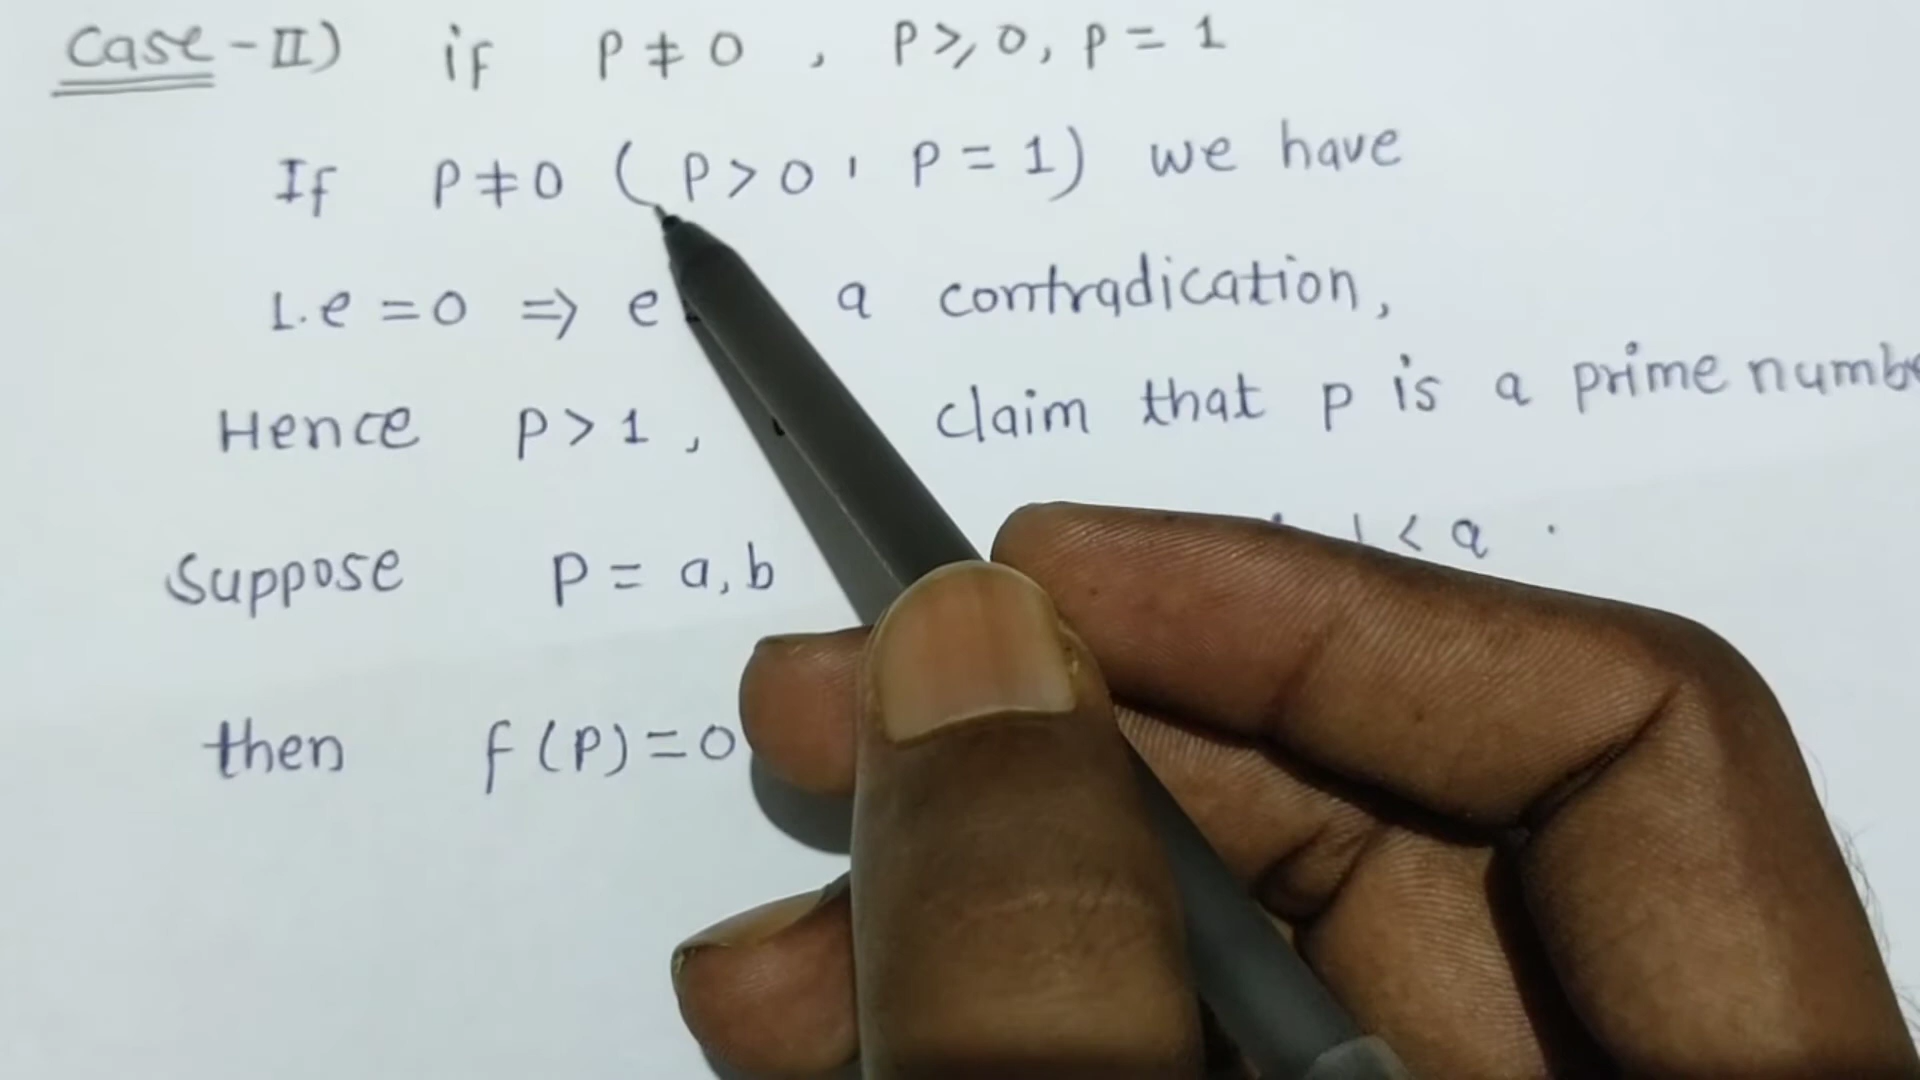 Case-II) if P ≠ 0 , P ⩾ 0, P = 1
If P ≠ 0 ( P > 0 , P = 1) we have
1.e = 0 ⇒ e a contradication,
Hence P > 1 , claim that P is a prime
Suppose P = a,b < a .
then f(P) = 0